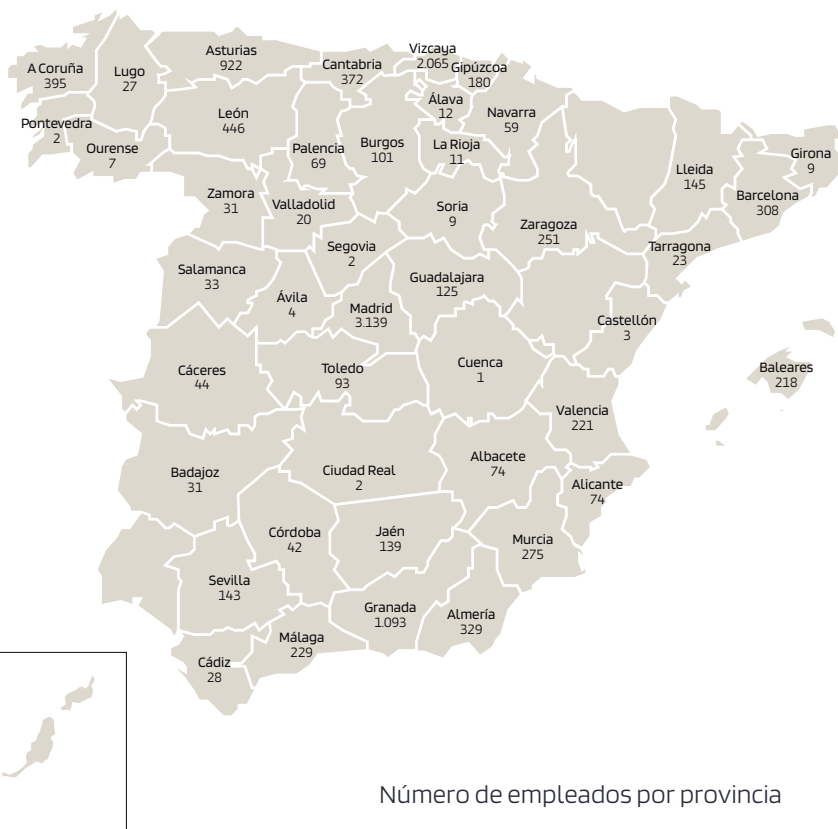 Vizcaya
2.065
Asturias
922
Cantabria
372
Gipúzcoa
180
A Coruña
395
Lugo
27
León
446
Álava
12
Navarra
59
Pontevedra
2
Ourense
7
Palencia
69
Burgos
101
La Rioja
11
Girona
9
Lleida
145
Barcelona
308
Zamora
31
Valladolid
20
Soria
9
Zaragoza
251
Tarragona
23
Segovia
2
Salamanca
33
Ávila
4
Guadalajara
125
Madrid
3.139
Castellón
3
Cáceres
44
Toledo
93
Cuenca
1
Baleares
218
Valencia
221
Badajoz
31
Ciudad Real
2
Albacete
74
Alicante
74
Córdoba
42
Jaén
139
Murcia
275
Sevilla
143
Granada
1.093
Almería
329
Málaga
229
Cádiz
28
Número de empleados por provincia